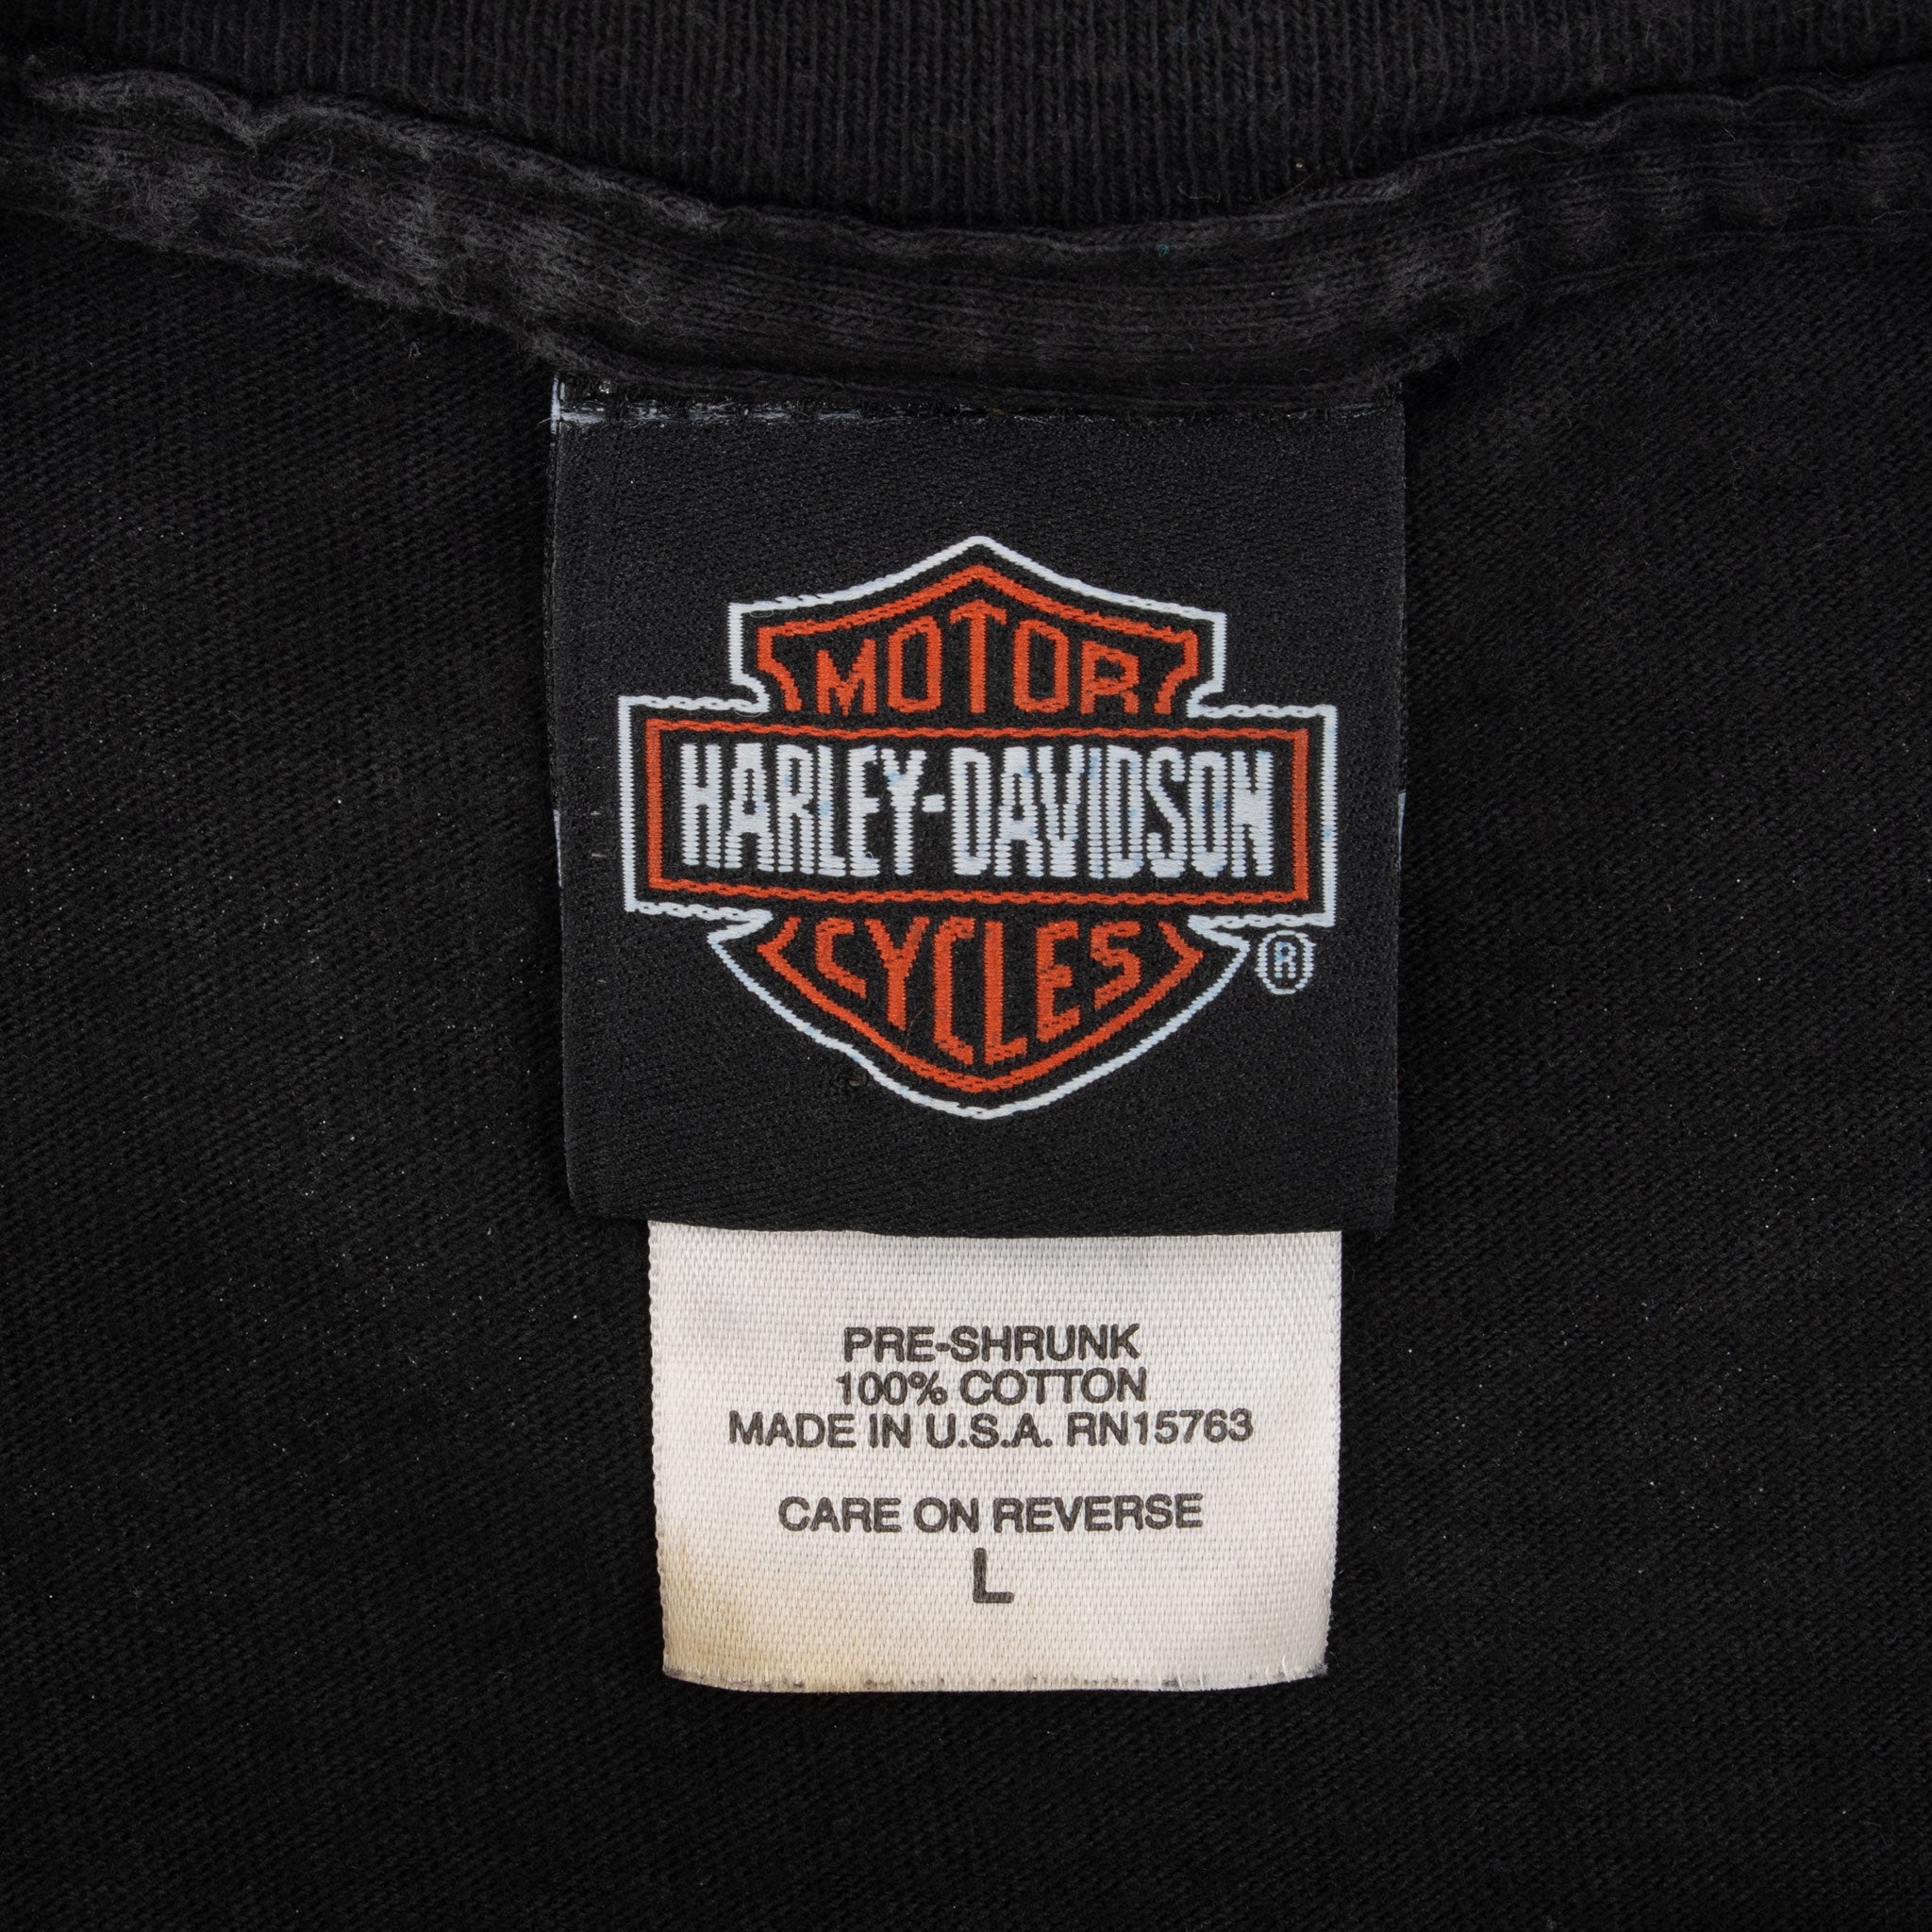 MOTOR
HARLEY-DAVIDSON
CYCLES
®
PRE-SHRUNK
100% COTTON
MADE IN U.S.A. RN15763
CARE ON REVERSE
L